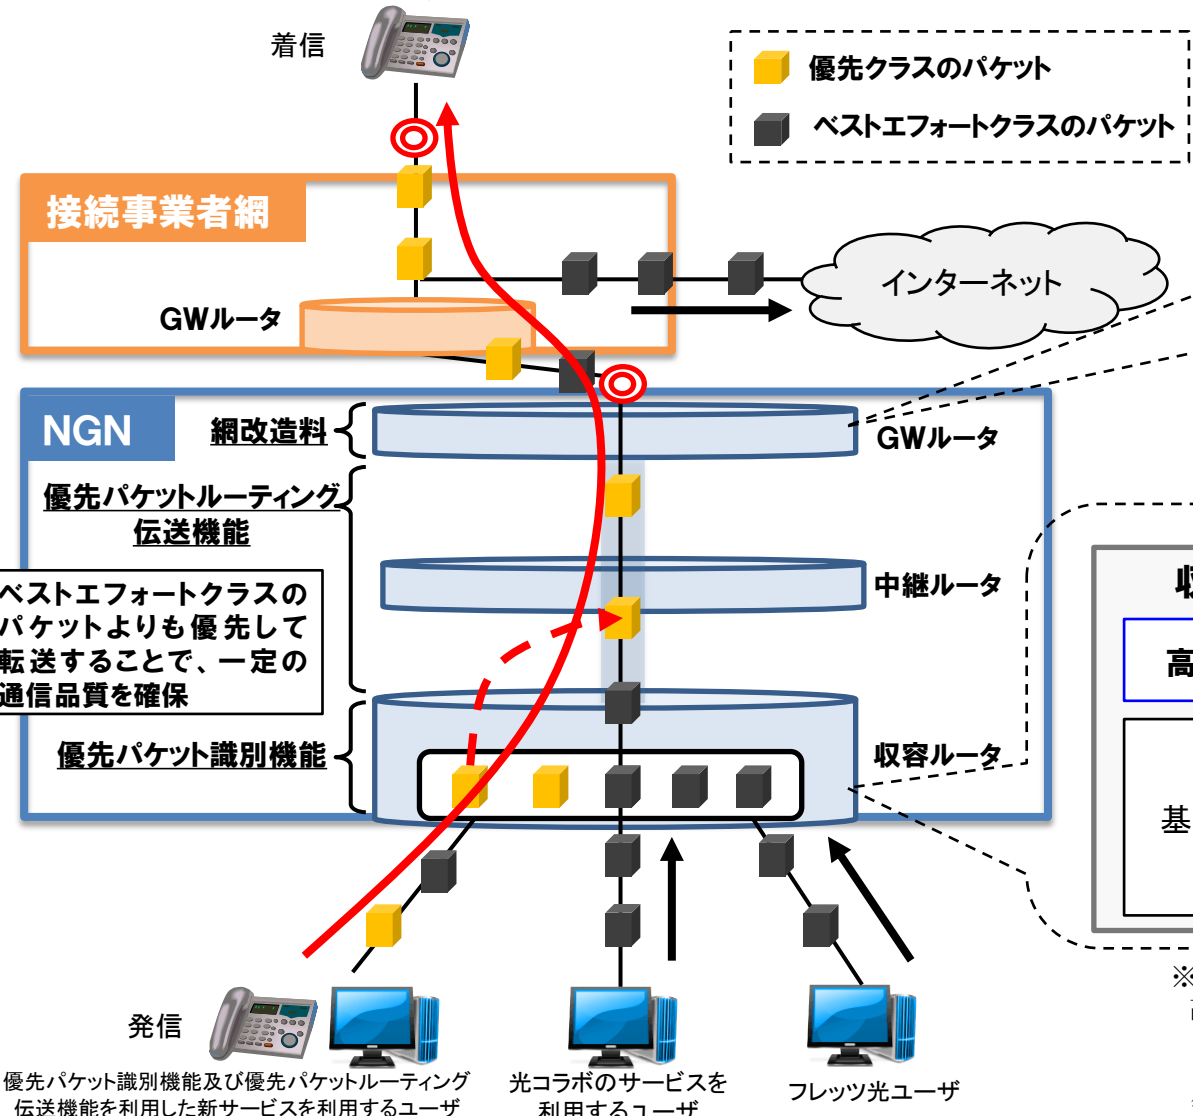 着信
優先クラスのパケット
ベストエフォートクラスのパケット
接続事業者網
インターネット
GWルータ
NGN
網改造料
GWルータ
優先パケットルーティング
伝送機能
ベストエフォートクラスの
パケットよりも優先して
転送することで、一定の
通信品質を確保
中継ルータ
高
優先パケット識別機能
収容ルータ
基
※
発信
優先パケット識別機能及び優先パケットルーティング
伝送機能を利用した新サービスを利用するユーザ
光コラボのサービスを
利用するユーザ
フレッツ光ユーザ